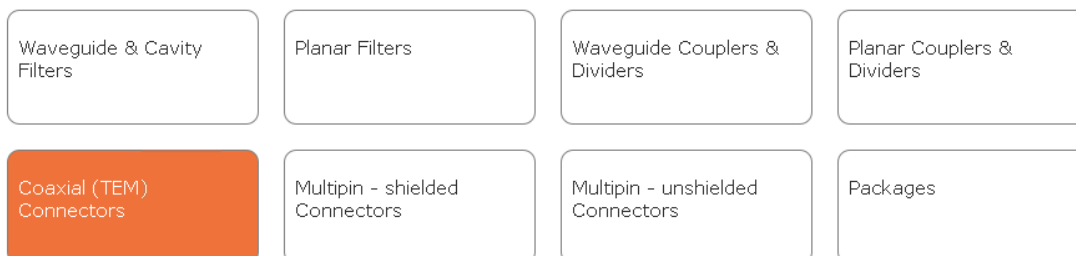 Waveguide & Cavity
Filters
Planar Filters
Waveguide Couplers &
Dividers
Planar Couplers &
Dividers
Coaxial (TEM)
Connectors
Multipin - shielded
Connectors
Multipin - unshielded
Connectors
Packages